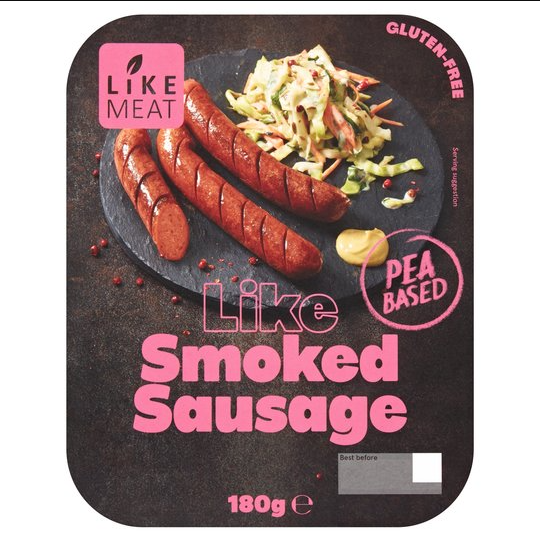 LiKE
MEAT
GLUTEN-FREE
Serving suggestion
PEA
BASED
Like
Smoked
Sausage
Best before
180g ℮